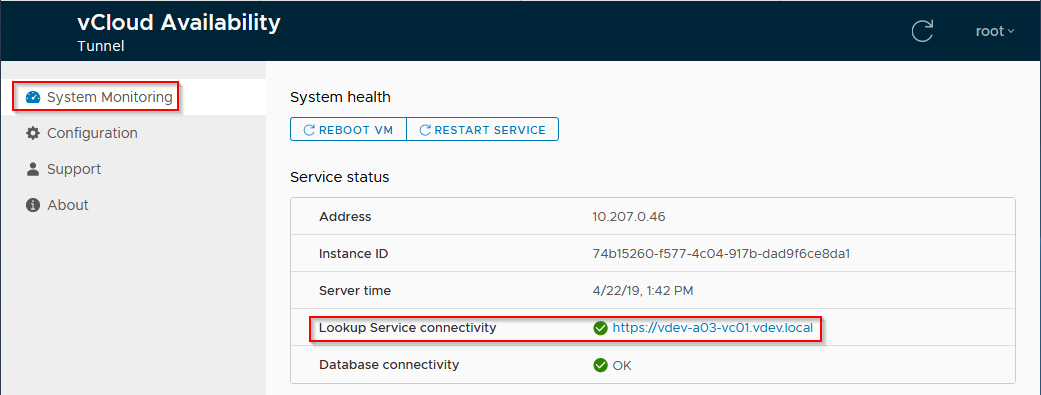 vCloud Availability
Tunnel
root
System Monitoring
Configuration
Support
About
System health
REBOOT VM
RESTART SERVICE
Service status
Address 10.207.0.46
Instance ID 74b15260-f577-4c04-917b-dad9f6ce8da1
Server time 4/22/19, 1:42 PM
Lookup Service connectivity https://vdev-a03-vc01.vdev.local
Database connectivity OK